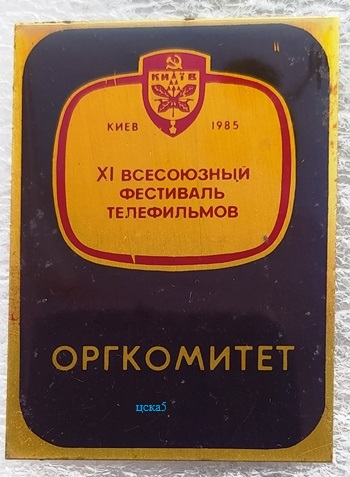 КИЇВ
КИЕВ 1985
XI ВСЕСОЮЗНЫЙ
ФЕСТИВАЛЬ
ТЕЛЕФИЛЬМОВ
ОРГКОМИТЕТ
цска5